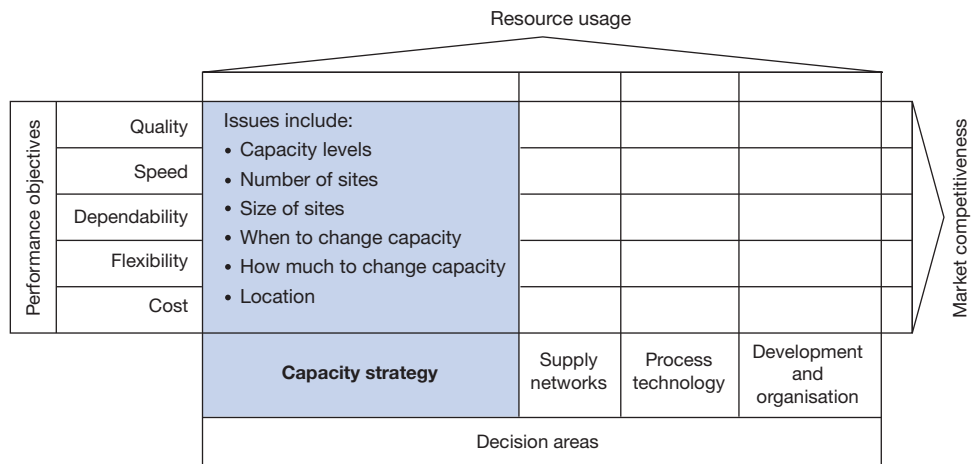 Resource usage
Performance objectives
Quality
Speed
Dependability
Flexibility
Cost
Issues include:
• Capacity levels
• Number of sites
• Size of sites
• When to change capacity
• How much to change capacity
• Location
Market competitiveness
Capacity strategy
Supply
networks
Process
technology
Development
and
organisation
Decision areas